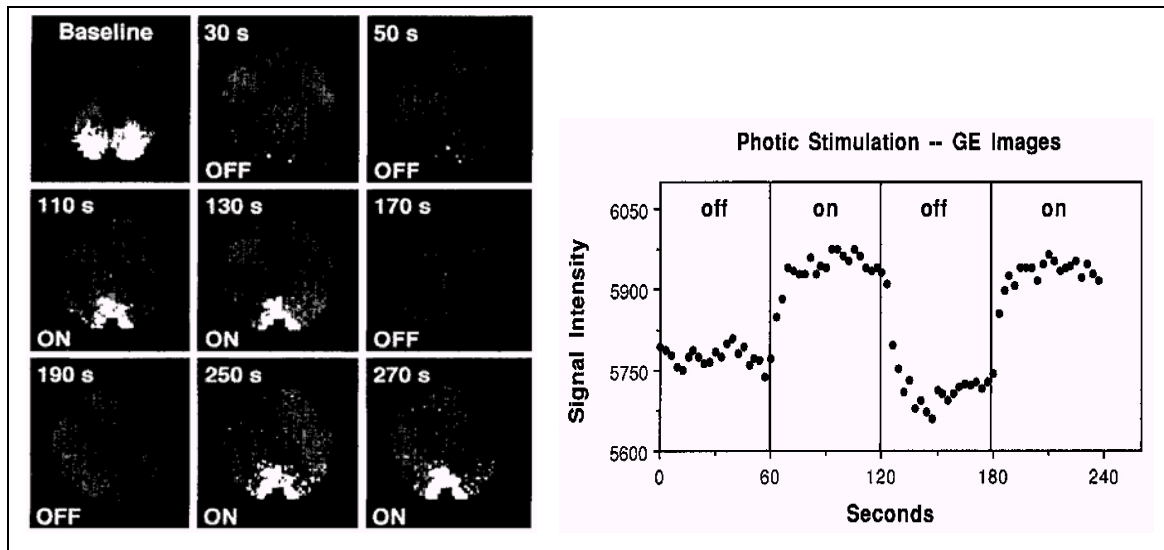 Baseline
30 s
OFF
50 s
OFF
110 s
ON
130 s
ON
170 s
OFF
190 s
OFF
250 s
ON
270 s
ON
Photic Stimulation -- GE Images
6050
5900
5750
5600
Signal Intensity
off
on
off
on
0
60
120
180
240
Seconds